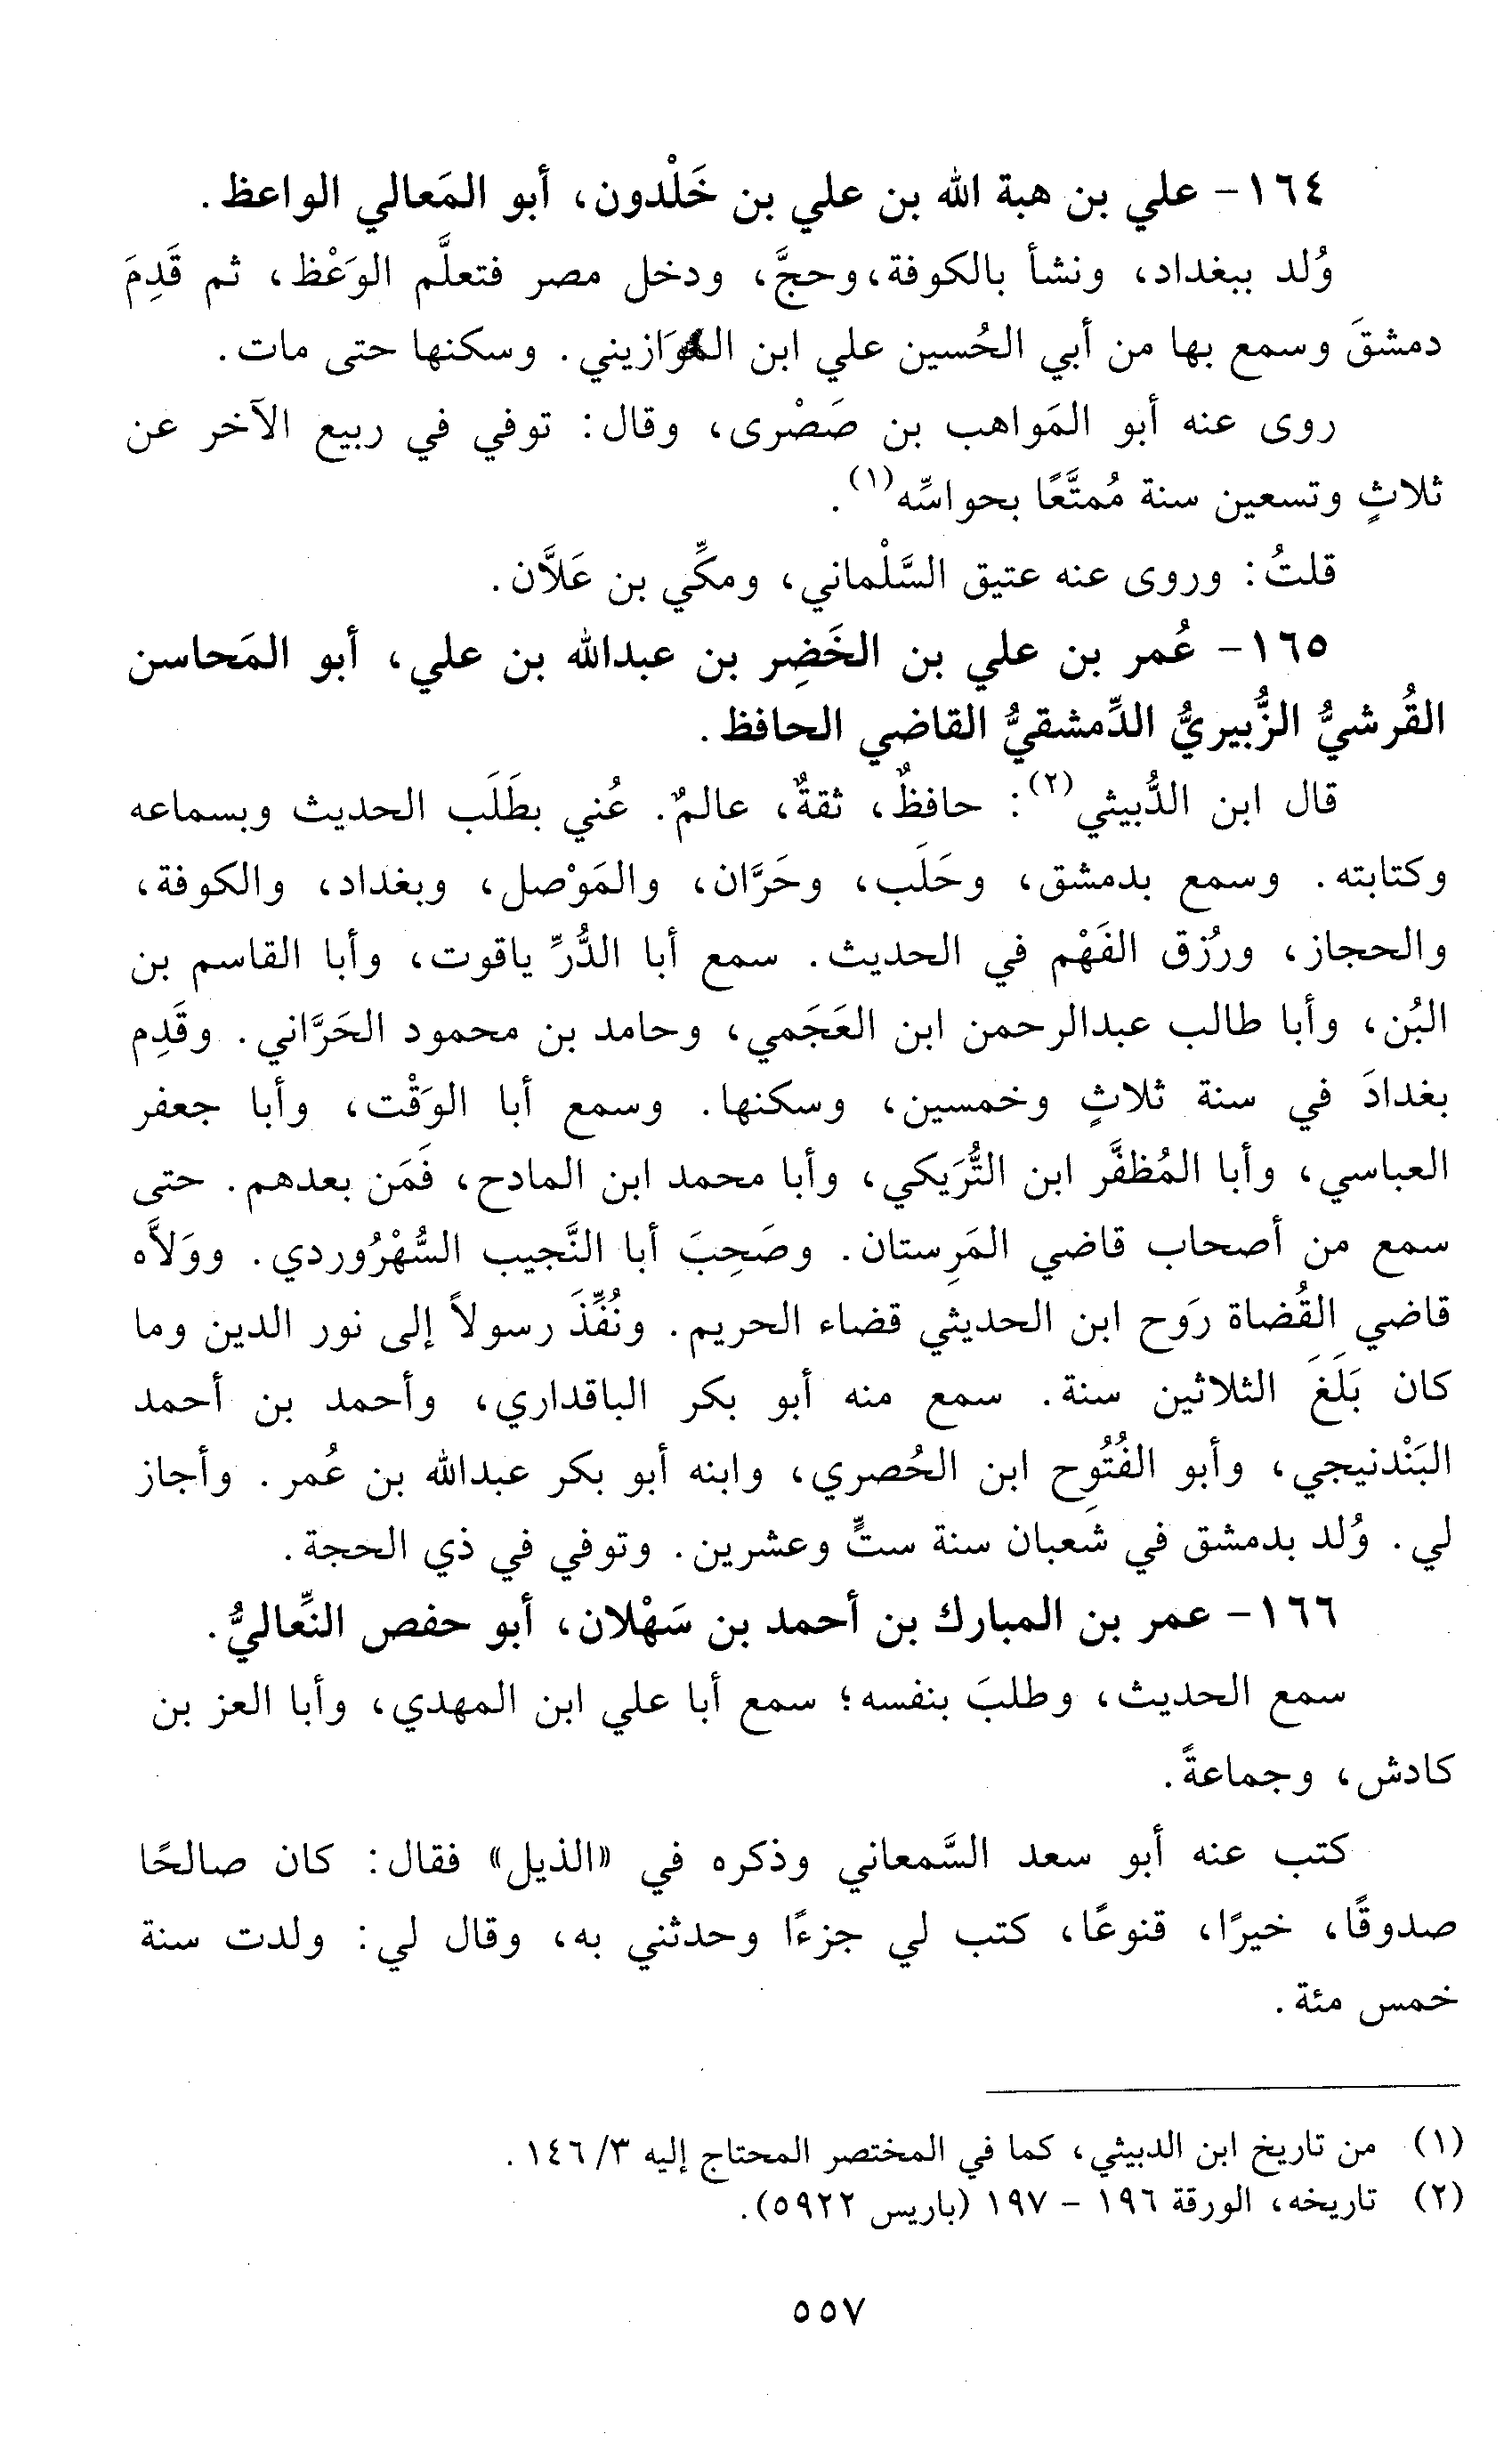 ١٦٤- علي بن هبة الله بن علي بن خَلْدون، أبو المَعالي الواعظ.
وُلد ببغداد، ونشأ بالكوفة، وحجَّ، ودخل مصر فتعلَّم الوَعْظ، ثم قَدِمَ
دمشقَ وسمع بها من أبي الحُسين علي ابن المَوَازيني. وسكنها حتى مات.
روى عنه أبو المَواهب بن صَصْرى، وقال: توفي في ربيع الآخر عن
ثلاثٍ وتسعين سنة مُمتَّعًا بحواسِّه(١).
قلتُ: وروى عنه عتيق السَّلْماني، ومكِّي بن عَلاَّن.
١٦٥- عُمر بن علي بن الخَضِر بن عبدالله بن علي، أبو المَحاسن
القُرشيُّ الزُّبيريُّ الدِّمشقيُّ القاضي الحافظ.
قال ابن الدُّبيثي(٢): حافظٌ، ثقةٌ، عالمٌ. عُني بطَلَب الحديث وبسماعه
وكتابته. وسمع بدمشق، وحَلَب، وحَرَّان، والمَوْصل، وبغداد، والكوفة،
والحجاز، ورُزق الفَهْم في الحديث. سمع أبا الدُّرِّ ياقوت، وأبا القاسم بن
البُن، وأبا طالب عبدالرحمن ابن العَجَمي، وحامد بن محمود الحَرَّاني. وقَدِم
بغدادَ في سنة ثلاثٍ وخمسين، وسكنها. وسمع أبا الوَقْت، وأبا جعفر
العباسي، وأبا المُظفَّر ابن التُّرَيكي، وأبا محمد ابن المادح، فَمَن بعدهم. حتى
سمع من أصحاب قاضي المَرِستان. وصَحِبَ أبا النَّجيب السُّهْرُوردي. ووَلاَّه
قاضي القُضاة رَوح ابن الحديثي قضاء الحريم. ونُفِّذَ رسولاً إلى نور الدين وما
كان بَلَغَ الثلاثين سنة. سمع منه أبو بكر الباقداري، وأحمد بن أحمد
البَنْدنيجي، وأبو الفُتُوح ابن الحُصري، وابنه أبو بكر عبدالله بن عُمر. وأجاز
لي. وُلد بدمشق في شَعبان سنة ستٍّ وعشرين. وتوفي في ذي الحجة.
١٦٦- عمر بن المبارك بن أحمد بن سَهْلان، أبو حفص النِّعاليُّ.
سمع الحديث، وطلبَ بنفسه؛ سمع أبا علي ابن المهدي، وأبا العز بن
كادش، وجماعةً.
كتب عنه أبو سعد السَّمعاني وذكره في «الذيل» فقال: كان صالحًا
صدوقًا، خيرًا، قنوعًا، كتب لي جزءًا وحدثني به، وقال لي: ولدت سنة
خمس مئة.
(١) من تاريخ ابن الدبيثي، كما في المختصر المحتاج إليه ٣/ ١٤٦.
(٢) تاريخه، الورقة ١٩٦ - ١٩٧ (باريس ٥٩٢٢).
٥٥٧